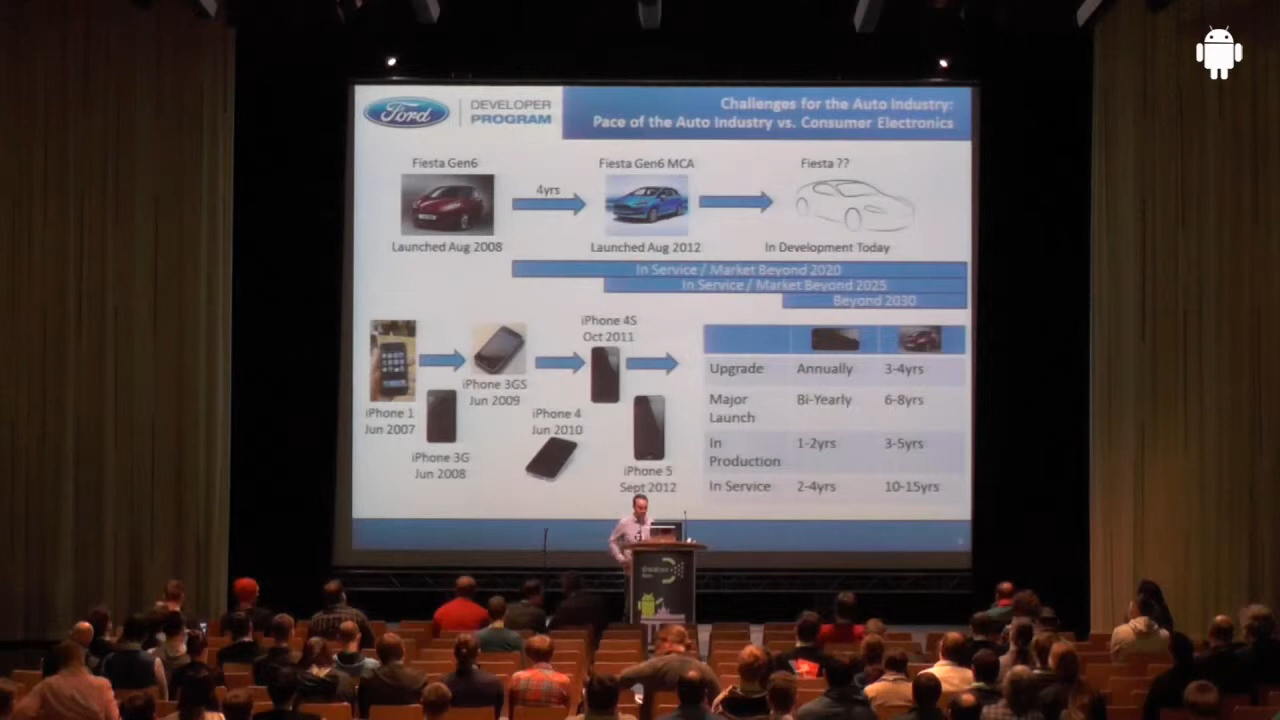 Ford
DEVELOPER
PROGRAM
Challenges for the Auto Industry:
Pace of the Auto Industry vs. Consumer Electronics
Fiesta Gen6
4yrs
Fiesta Gen6 MCA
Fiesta ??
Launched Aug 2008
Launched Aug 2012
In Development Today
In Service / Market Beyond 2020
In Service / Market Beyond 2025
Beyond 2030
iPhone 1
Jun 2007
iPhone 3G
Jun 2008
iPhone 3GS
Jun 2009
iPhone 4
Jun 2010
iPhone 4S
Oct 2011
iPhone 5
Sept 2012
Upgrade Annually 3-4yrs
Major Bi-Yearly 6-8yrs
Launch
In 1-2yrs 3-5yrs
Production
In Service 2-4yrs 10-15yrs